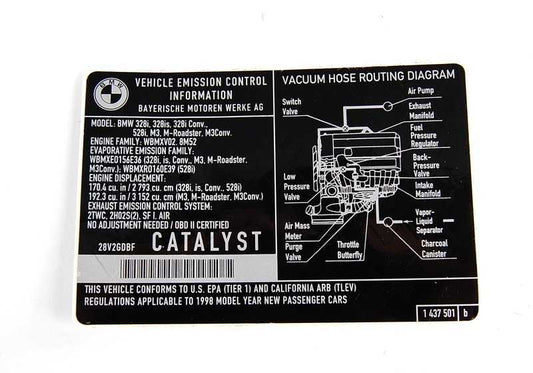 BMW
VEHICLE EMISSION CONTROL
INFORMATION
BAYERISCHE MOTOREN WERKE AG
MODEL: BMW 328i, 328is, 328i Conv.,
528i, M3, M-Roadster, M3Conv.
ENGINE FAMILY: WBMXV02. 8M52
EVAPORATIVE EMISSION FAMILY:
WBMXE0156E36 (328i, is, Conv., M3, M-Roadster,
M3Conv.); WBMXR0160E39 (528i)
ENGINE DISPLACEMENT:
170.4 cu. in / 2 793 cm. (328i, is, Conv., 528i)
192.3 cu. in / 3 152 cm. (M3, M-Roadster, M3Conv.)
EXHAUST EMISSION CONTROL SYSTEM:
2TWC, 2HO2S(2), SF I. AIR
NO ADJUSTMENT NEEDED / OBD II CERTIFIED
28V2GDBF
CATALYST
VACUUM HOSE ROUTING DIAGRAM
Air Pump
Switch
Valve
Exhaust
Manifold
Fuel
Pressure
Regulator
Back-
Pressure
Valve
Low
Pressure
Valve
Intake
Manifold
Vapor-
Liquid
Separator
Air Mass
Meter
Purge
Valve
Throttle
Butterfly
Charcoal
Canister
THIS VEHICLE CONFORMS TO U.S. EPA (TIER 1) AND CALIFORNIA ARB (TLEV)
REGULATIONS APPLICABLE TO 1998 MODEL YEAR NEW PASSENGER CARS
1 437 501 b